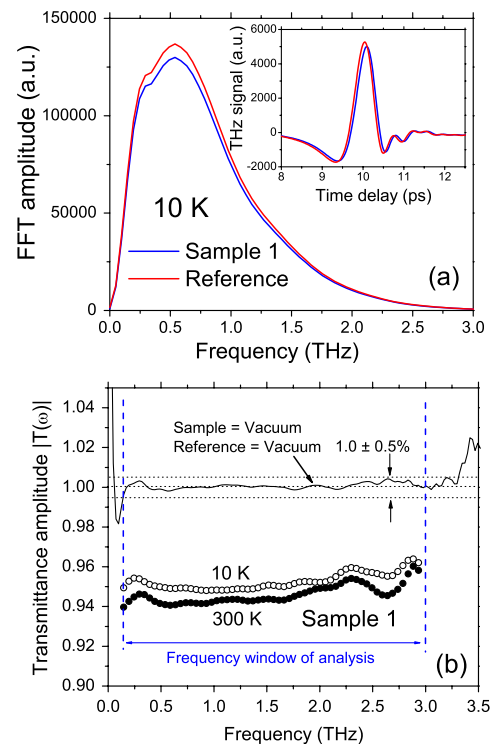 150000
100000
50000
0
FFT amplitude (a.u.)
0.0 0.5 1.0 1.5 2.0 2.5 3.0
Frequency (THz)
10 K
Sample 1
Reference
(a)
6000
4000
2000
0
-2000
THz signal (a.u.)
8 9 10 11 12
Time delay (ps)
1.04
1.02
1.00
0.98
0.96
0.94
0.92
0.90
Transmittance amplitude |T(ω)|
Sample = Vacuum
Reference = Vacuum
1.0 ± 0.5%
10 K
300 K
Sample 1
Frequency window of analysis
(b)
0.0 0.5 1.0 1.5 2.0 2.5 3.0 3.5
Frequency (THz)